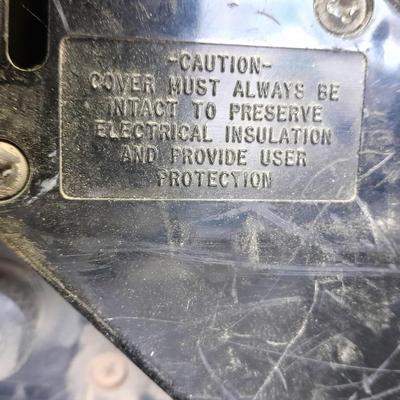 -CAUTION-
COVER MUST ALWAYS BE
INTACT TO PRESERVE
ELECTRICAL INSULATION
AND PROVIDE USER
PROTECTION